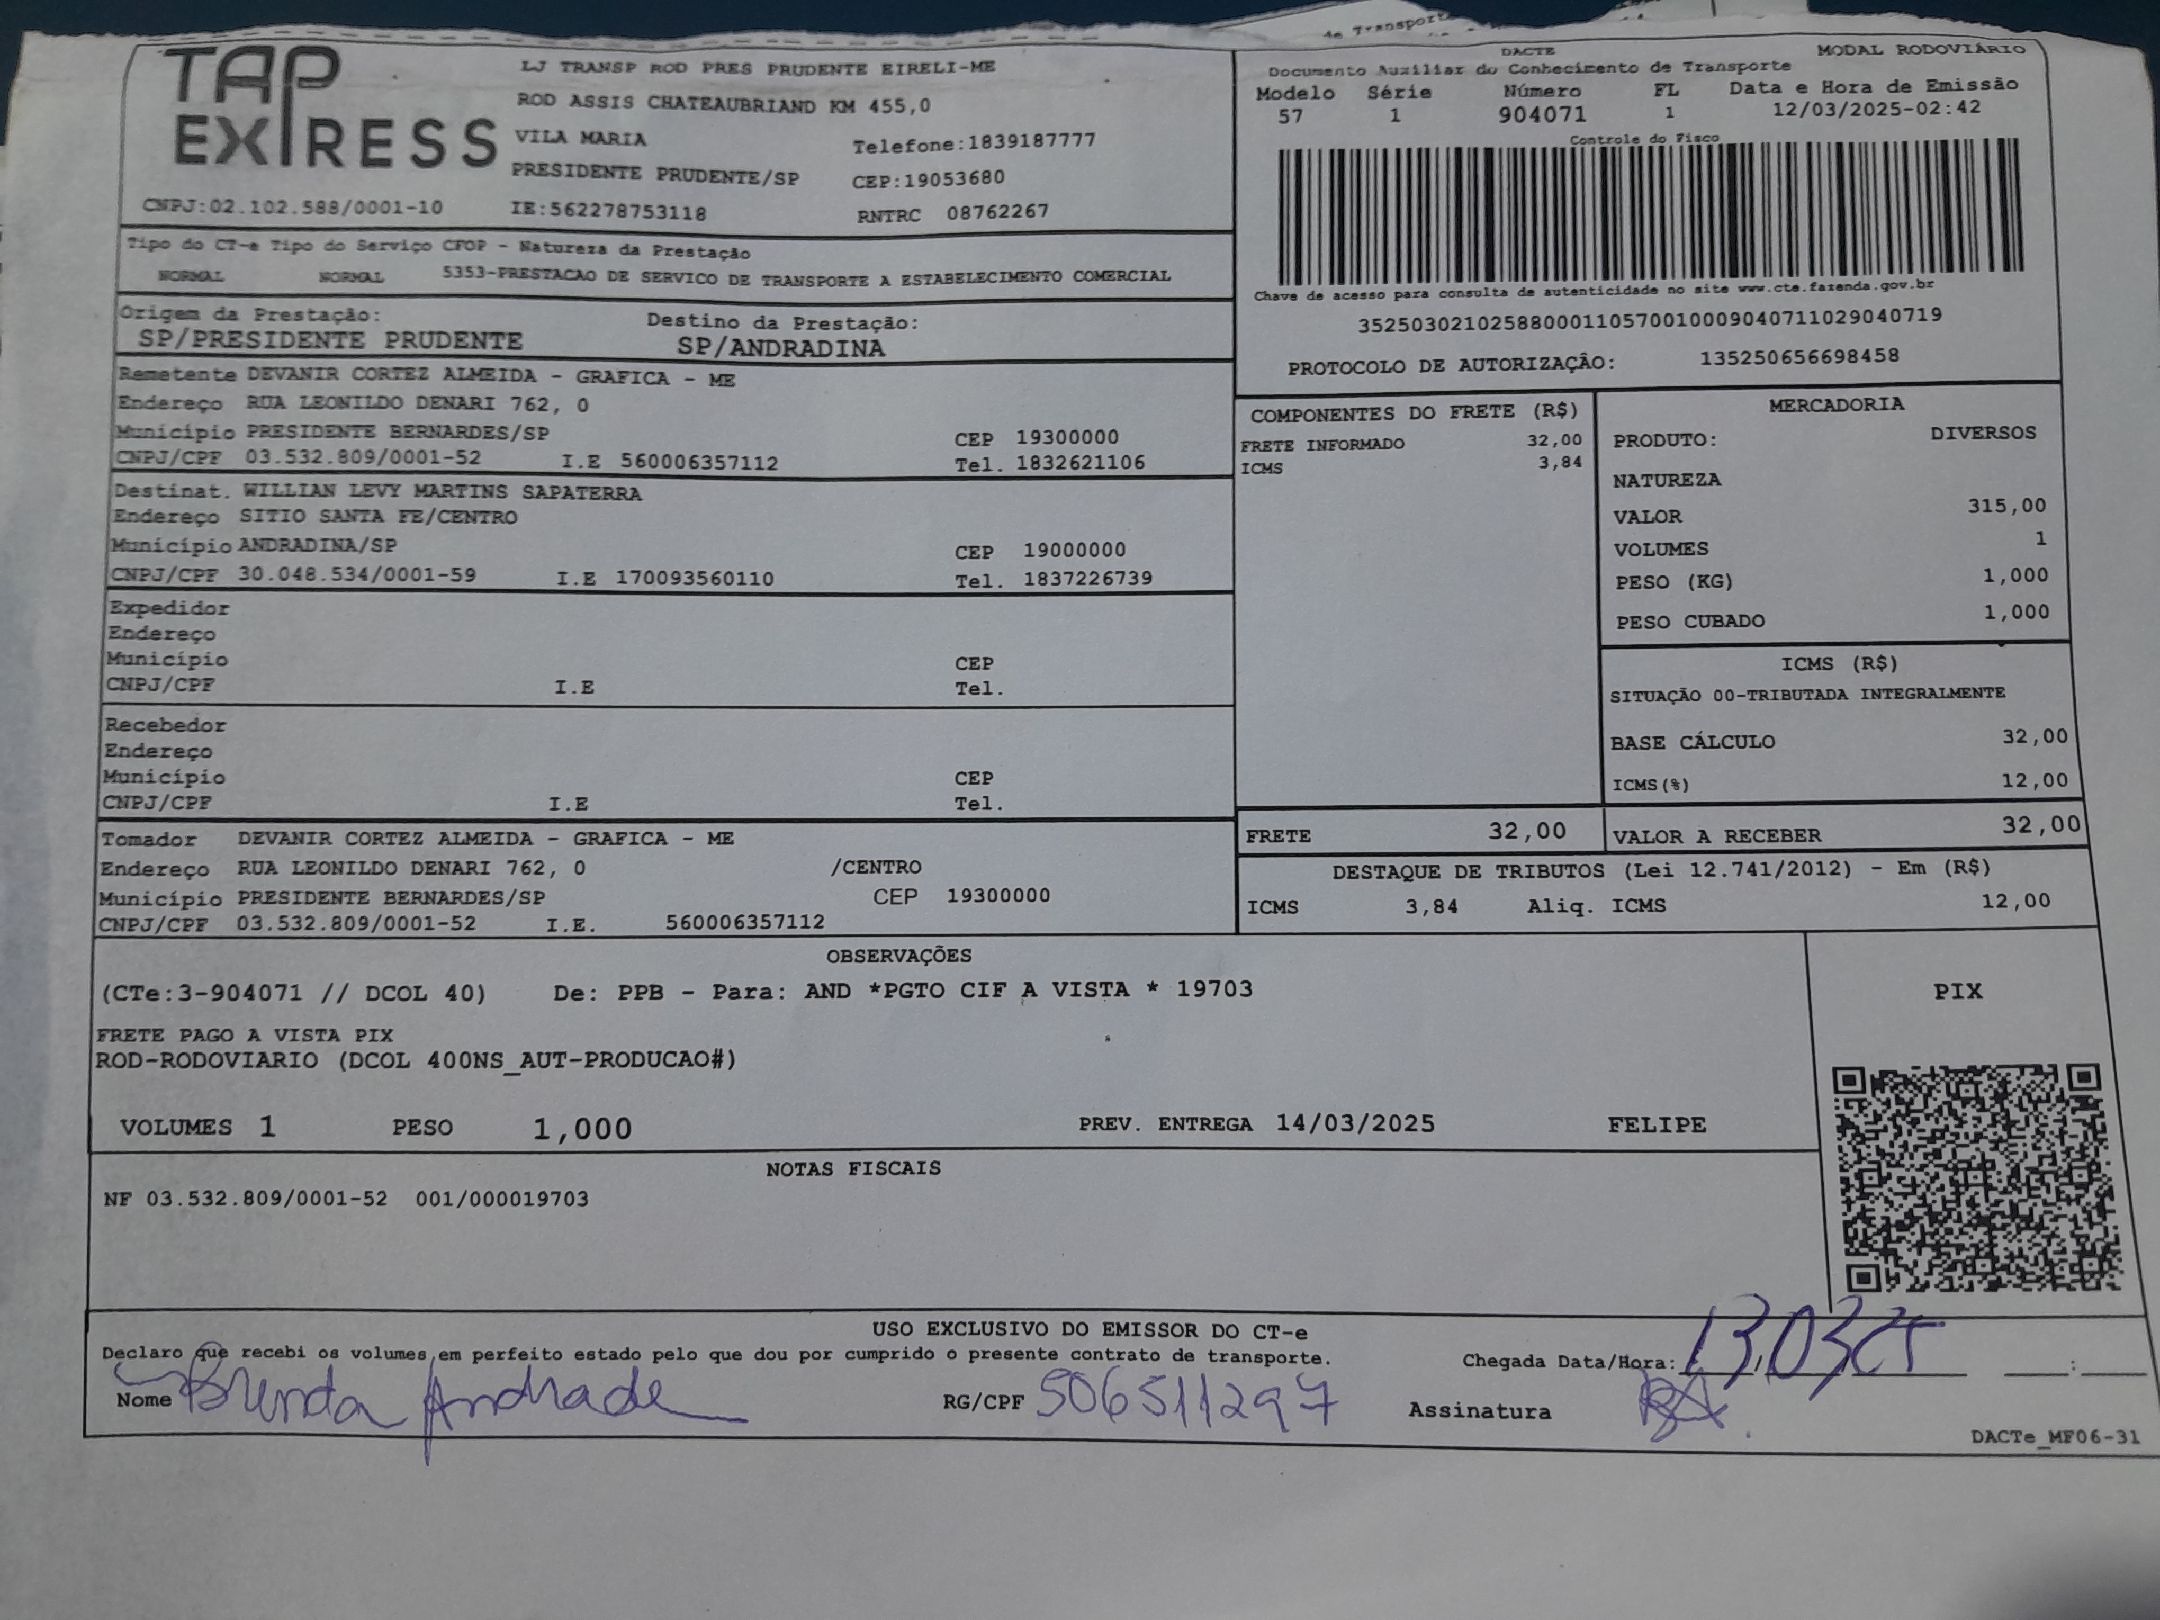 de Transporte
TAP EXPRESS
LJ TRANSP ROD PRES PRUDENTE EIRELI-ME
ROD ASSIS CHATEAUBRIAND KM 455,0
VILA MARIA Telefone:1839187777
PRESIDENTE PRUDENTE/SP CEP:19053680
CNPJ:02.102.588/0001-10 IE:562278753118 RNTRC 08762267
DACTE MODAL RODOVIÁRIO
Documento Auxiliar do Conhecimento de Transporte
Modelo Série Número FL Data e Hora de Emissão
57 1 904071 1 12/03/2025-02:42
Controle do Fisco
Chave de acesso para consulta de autenticidade no site www.cte.fazenda.gov.br
35250302102588000110570010009040711029040719
PROTOCOLO DE AUTORIZAÇÃO: 135250656698458
Tipo do CT-e Tipo do Serviço CFOP - Natureza da Prestação
NORMAL NORMAL 5353-PRESTACAO DE SERVICO DE TRANSPORTE A ESTABELECIMENTO COMERCIAL
Origem da Prestação: Destino da Prestação:
SP/PRESIDENTE PRUDENTE SP/ANDRADINA
Remetente DEVANIR CORTEZ ALMEIDA - GRAFICA - ME
Endereço RUA LEONILDO DENARI 762, 0
Município PRESIDENTE BERNARDES/SP CEP 19300000
CNPJ/CPF 03.532.809/0001-52 I.E 560006357112 Tel. 1832621106
Destinat. WILLIAN LEVY MARTINS SAPATERRA
Endereço SITIO SANTA FE/CENTRO
Município ANDRADINA/SP CEP 19000000
CNPJ/CPF 30.048.534/0001-59 I.E 170093560110 Tel. 1837226739
Expedidor
Endereço
Município CEP
CNPJ/CPF I.E Tel.
Recebedor
Endereço
Município CEP
CNPJ/CPF I.E Tel.
Tomador DEVANIR CORTEZ ALMEIDA - GRAFICA - ME
Endereço RUA LEONILDO DENARI 762, 0 /CENTRO
Município PRESIDENTE BERNARDES/SP CEP 19300000
CNPJ/CPF 03.532.809/0001-52 I.E. 560006357112
COMPONENTES DO FRETE (R$)
FRETE INFORMADO 32,00
ICMS 3,84
MERCADORIA
PRODUTO: DIVERSOS
NATUREZA
VALOR 315,00
VOLUMES 1
PESO (KG) 1,000
PESO CUBADO 1,000
ICMS (R$)
SITUAÇÃO 00-TRIBUTADA INTEGRALMENTE
BASE CÁLCULO 32,00
ICMS(%) 12,00
FRETE 32,00 VALOR A RECEBER 32,00
DESTAQUE DE TRIBUTOS (Lei 12.741/2012) - Em (R$)
ICMS 3,84 Aliq. ICMS 12,00
OBSERVAÇÕES
(CTe:3-904071 // DCOL 40) De: PPB - Para: AND *PGTO CIF A VISTA * 19703
FRETE PAGO A VISTA PIX
ROD-RODOVIARIO (DCOL 400NS_AUT-PRODUCAO#)
VOLUMES 1 PESO 1,000 PREV. ENTREGA 14/03/2025 FELIPE
PIX
NOTAS FISCAIS
NF 03.532.809/0001-52 001/000019703
USO EXCLUSIVO DO EMISSOR DO CT-e
Declaro que recebi os volumes em perfeito estado pelo que dou por cumprido o presente contrato de transporte. Chegada Data/Hora: 13/03/25 __:__
Nome Brenda Andrade RG/CPF 5065111297 Assinatura BA
DACTe_MF06-31